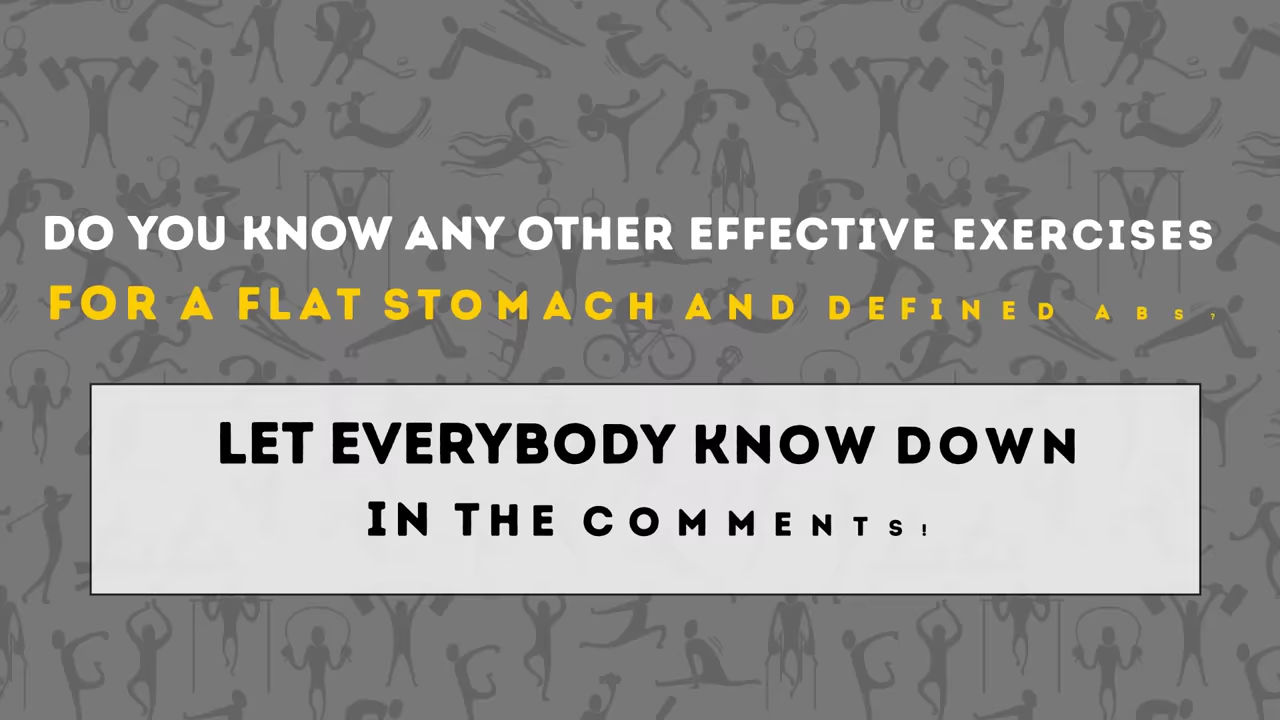 DO YOU KNOW ANY OTHER EFFECTIVE EXERCISES
FOR A FLAT STOMACH AND DEFINED ABS?
LET EVERYBODY KNOW DOWN
IN THE COMMENTS!